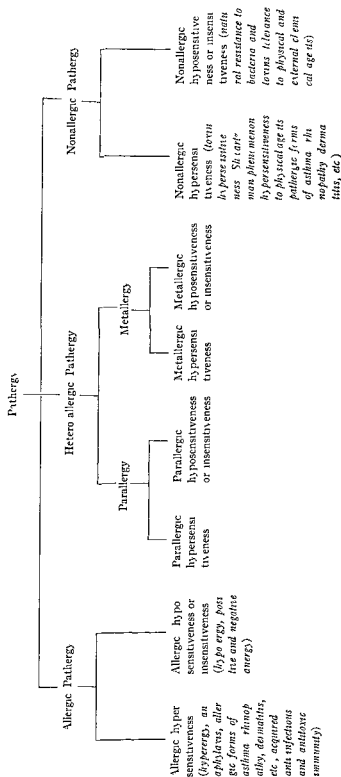 Pathergy
Allergic Pathergy
Hetero allergic Pathergy
Nonallergic Pathergy
Parallergy
Metallergy
Allergic hyper
sensitiveness
(hyperergy, an
aphylaxis, aller
gic forms of
asthma rhinop
athy, dermatitis,
etc, acquired
anti infectious
and antitoxic
immunity)
Allergic hypo
sensitiveness or
insensitiveness
(hypo ergy, posi
tive and negative
anergy)
Parallergic
hypersensi
tiveness
Parallergic
hyposensitiveness
or insensitiveness
Metallergic
hypersensi
tiveness
Metallergic
hyposensitiveness
or insensitiveness
Nonallergic
hypersensi
tiveness (toxin
hypersensitive
ness Shwartz
man phenomenon
hypersensitiveness
to physical agents
pathergic forms
of asthma rhi
nopathy derma
titis, etc)
Nonallergic
hyposensitive
ness or insensi
tiveness (natu
ral resistance to
bacteria and
toxins tolerance
to physical and
external chemi
cal agents)